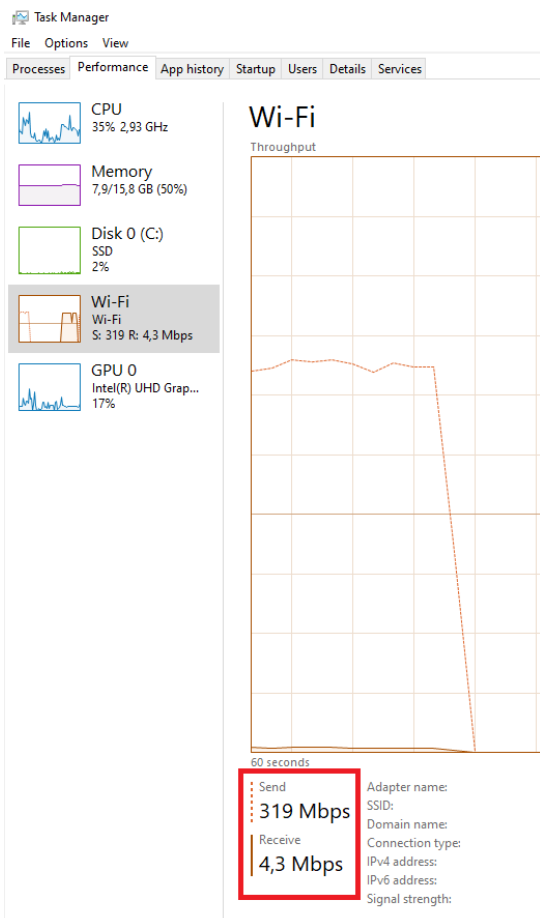 Task Manager
File Options View
Processes Performance App history Startup Users Details Services
CPU
35% 2,93 GHz
Memory
7,9/15,8 GB (50%)
Disk 0 (C:)
SSD
2%
Wi-Fi
Wi-Fi
S: 319 R: 4,3 Mbps
GPU 0
Intel(R) UHD Grap...
17%
Wi-Fi
Throughput
60 seconds
Send
319 Mbps
Receive
4,3 Mbps
Adapter name:
SSID:
Domain name:
Connection type:
IPv4 address:
IPv6 address:
Signal strength: